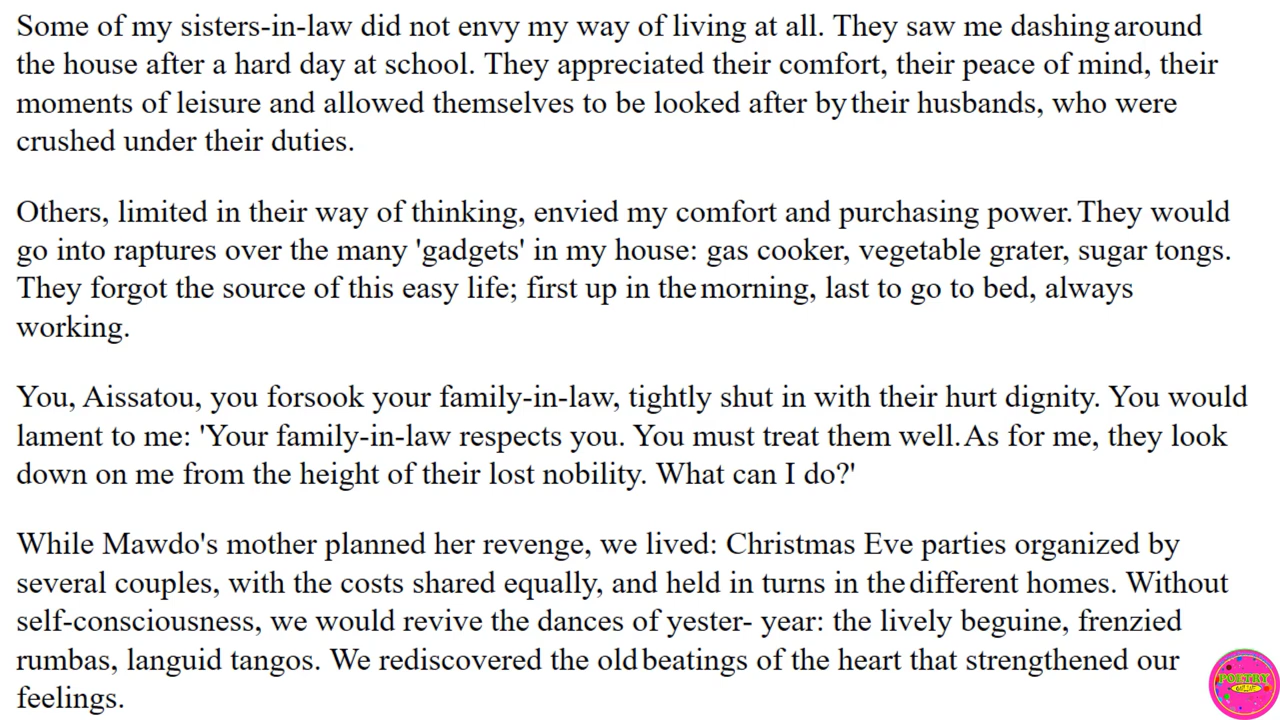 Some of my sisters-in-law did not envy my way of living at all. They saw me dashing around
the house after a hard day at school. They appreciated their comfort, their peace of mind, their
moments of leisure and allowed themselves to be looked after by their husbands, who were
crushed under their duties.
Others, limited in their way of thinking, envied my comfort and purchasing power. They would
go into raptures over the many 'gadgets' in my house: gas cooker, vegetable grater, sugar tongs.
They forgot the source of this easy life; first up in the morning, last to go to bed, always
working.
You, Aissatou, you forsook your family-in-law, tightly shut in with their hurt dignity. You would
lament to me: 'Your family-in-law respects you. You must treat them well. As for me, they look
down on me from the height of their lost nobility. What can I do?'
While Mawdo's mother planned her revenge, we lived: Christmas Eve parties organized by
several couples, with the costs shared equally, and held in turns in the different homes. Without
self-consciousness, we would revive the dances of yester- year: the lively beguine, frenzied
rumbas, languid tangos. We rediscovered the old beatings of the heart that strengthened our
feelings.
POETRY